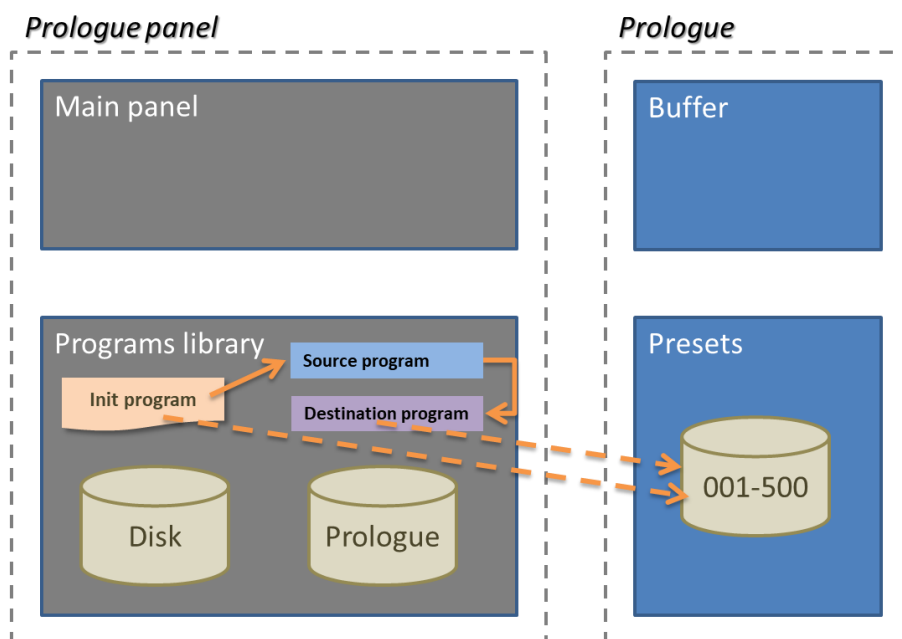 Prologue panel
Prologue
Main panel
Buffer
Programs library
Source program
Init program
Destination program
Disk
Prologue
Presets
001-500